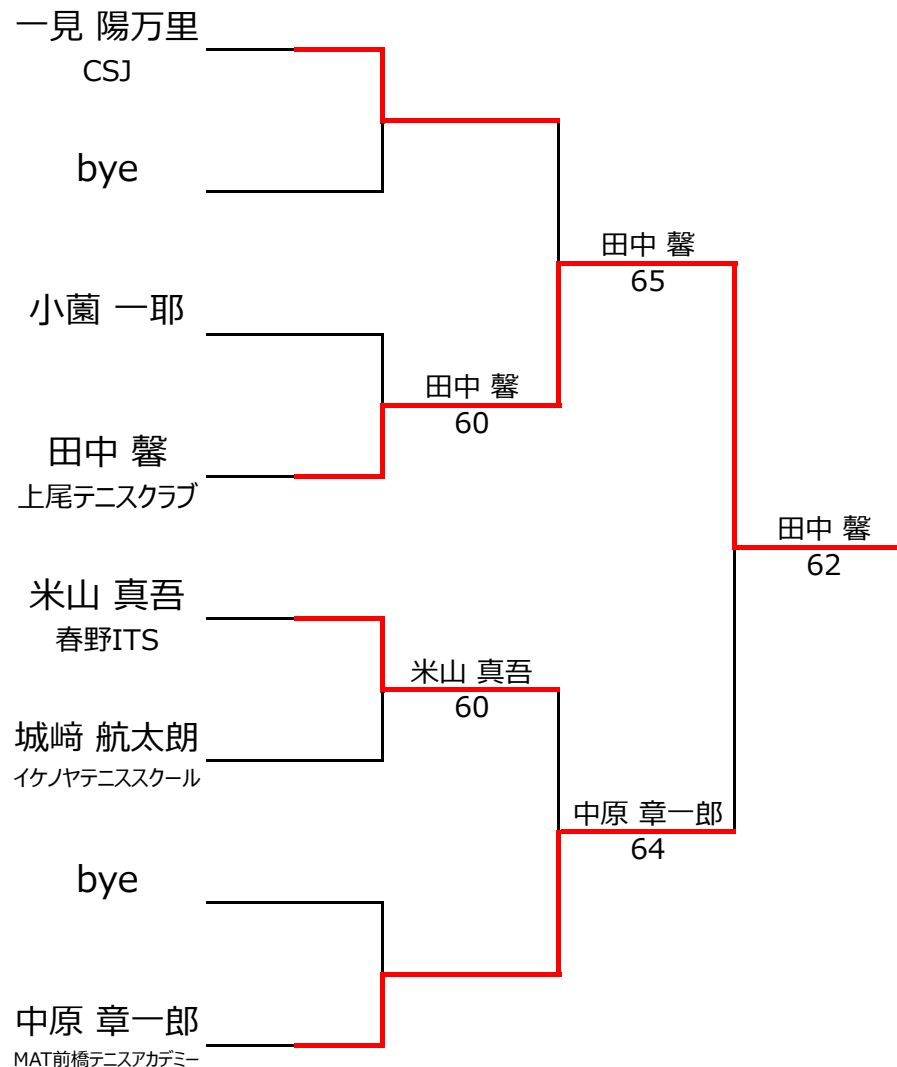 一見 陽万里
CSJ
bye
小薗 一耶
田中 馨
上尾テニスクラブ
米山 真吾
春野ITS
城﨑 航太朗
イケノヤテニススクール
bye
中原 章一郎
MAT前橋テニスアカデミー
田中 馨
60
米山 真吾
60
田中 馨
65
中原 章一郎
64
田中 馨
62